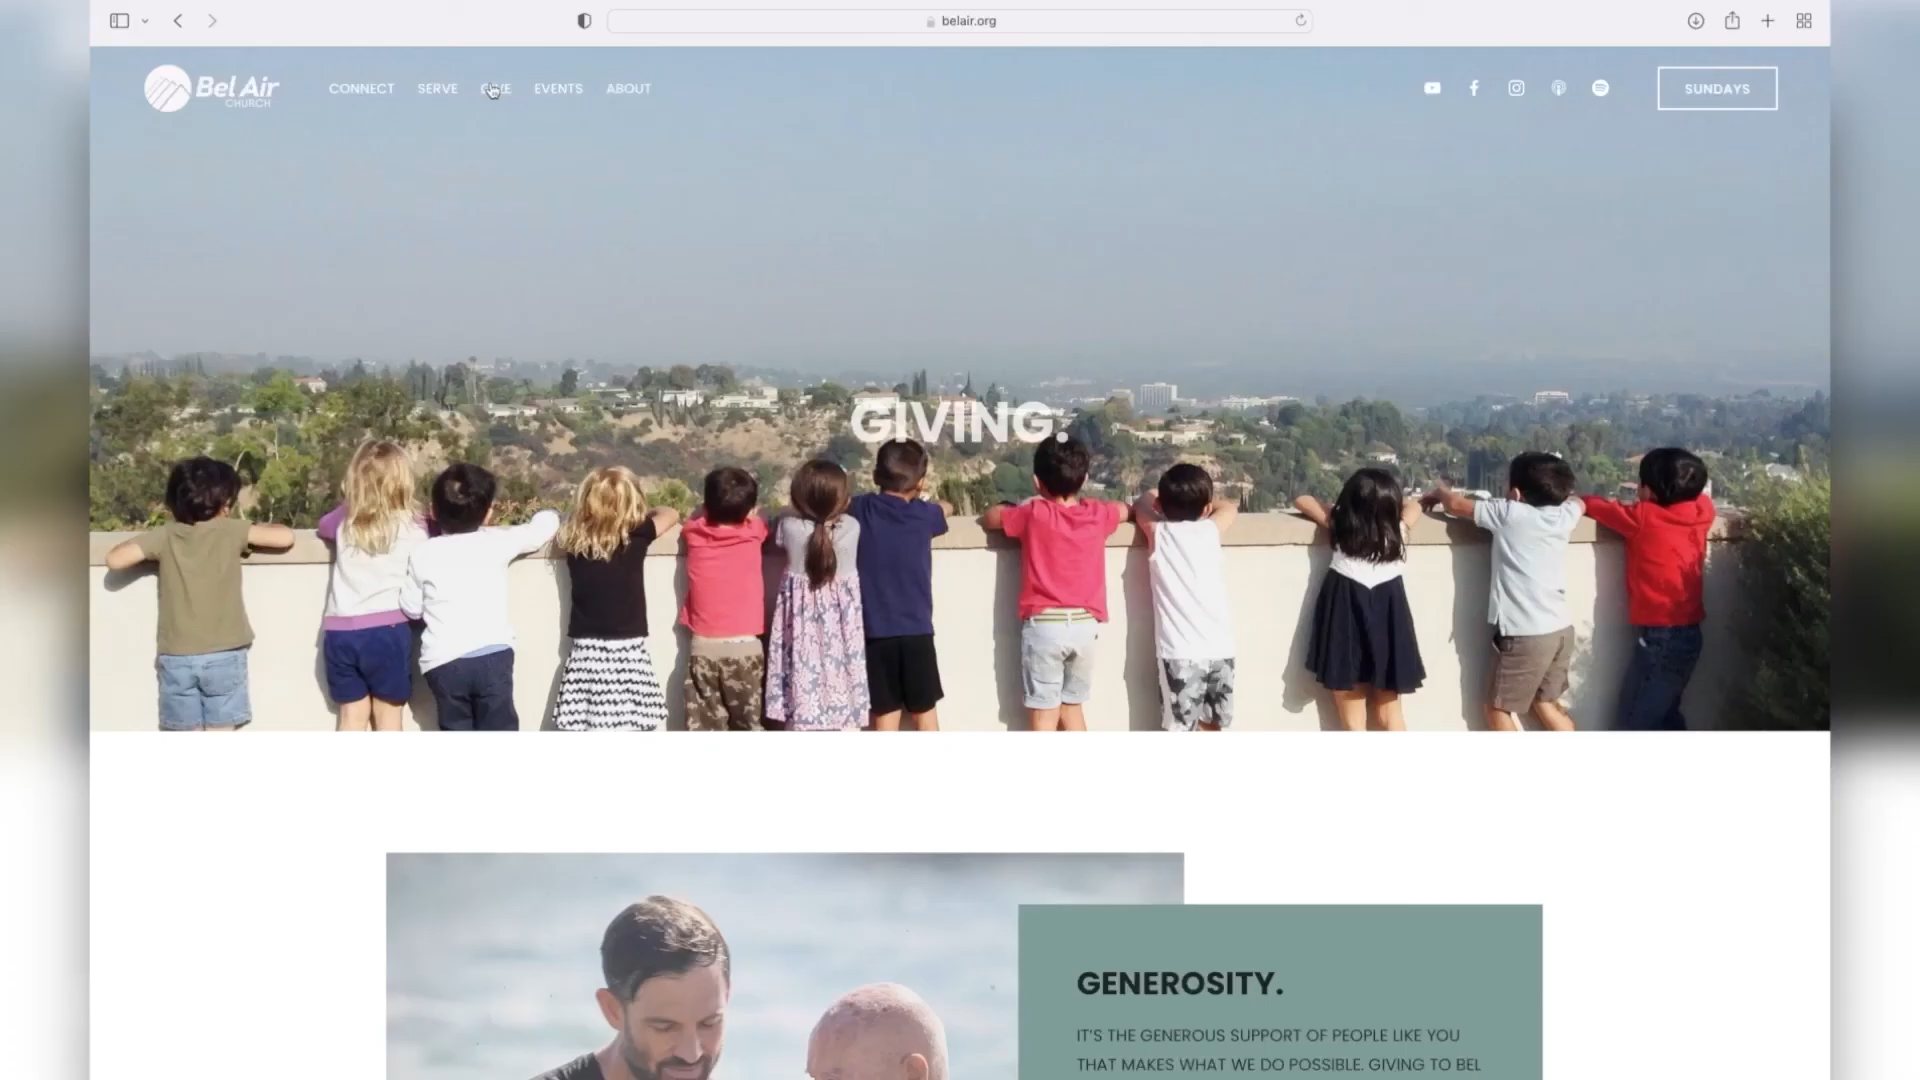 belair.org
Bel Air
CHURCH
CONNECT SERVE GIVE EVENTS ABOUT
SUNDAYS
GIVING.
GENEROSITY.
IT'S THE GENEROUS SUPPORT OF PEOPLE LIKE YOU
THAT MAKES WHAT WE DO POSSIBLE. GIVING TO BEL